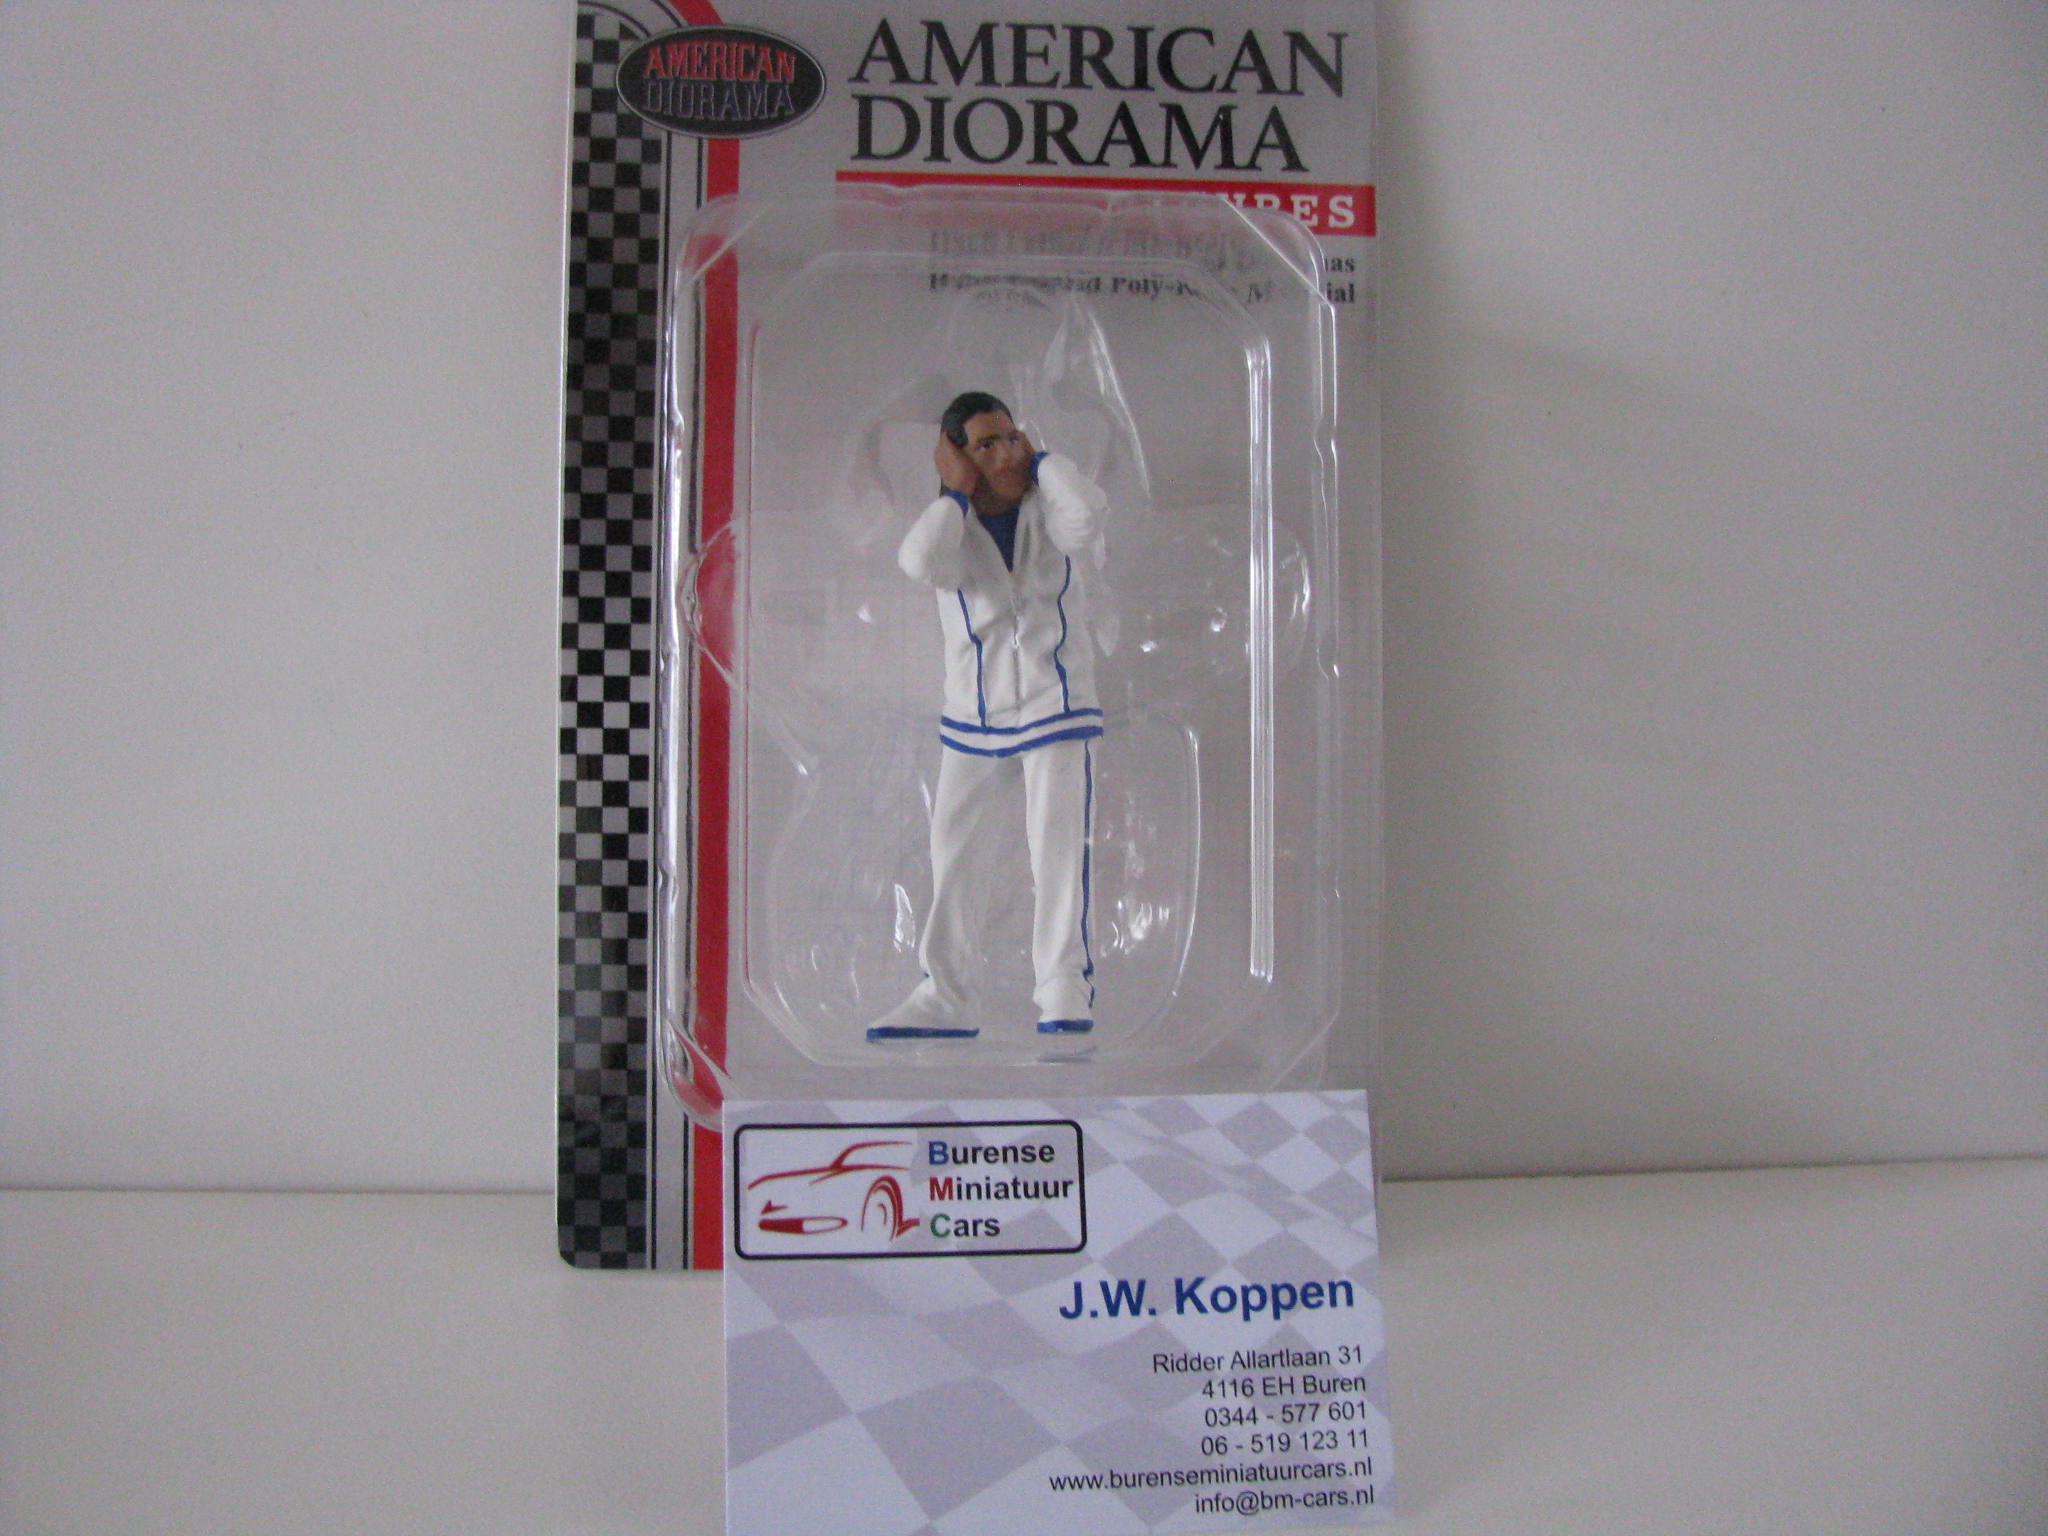 AMERICAN
DIORAMA
AMERICAN
DIORAMA
Poly-
Burense
Miniatuur
Cars
J.W. Koppen
Ridder Allartlaan 31
4116 EH Buren
0344 - 577 601
06 - 519 123 11
www.burenseminiatuurcars.nl
info@bm-cars.nl